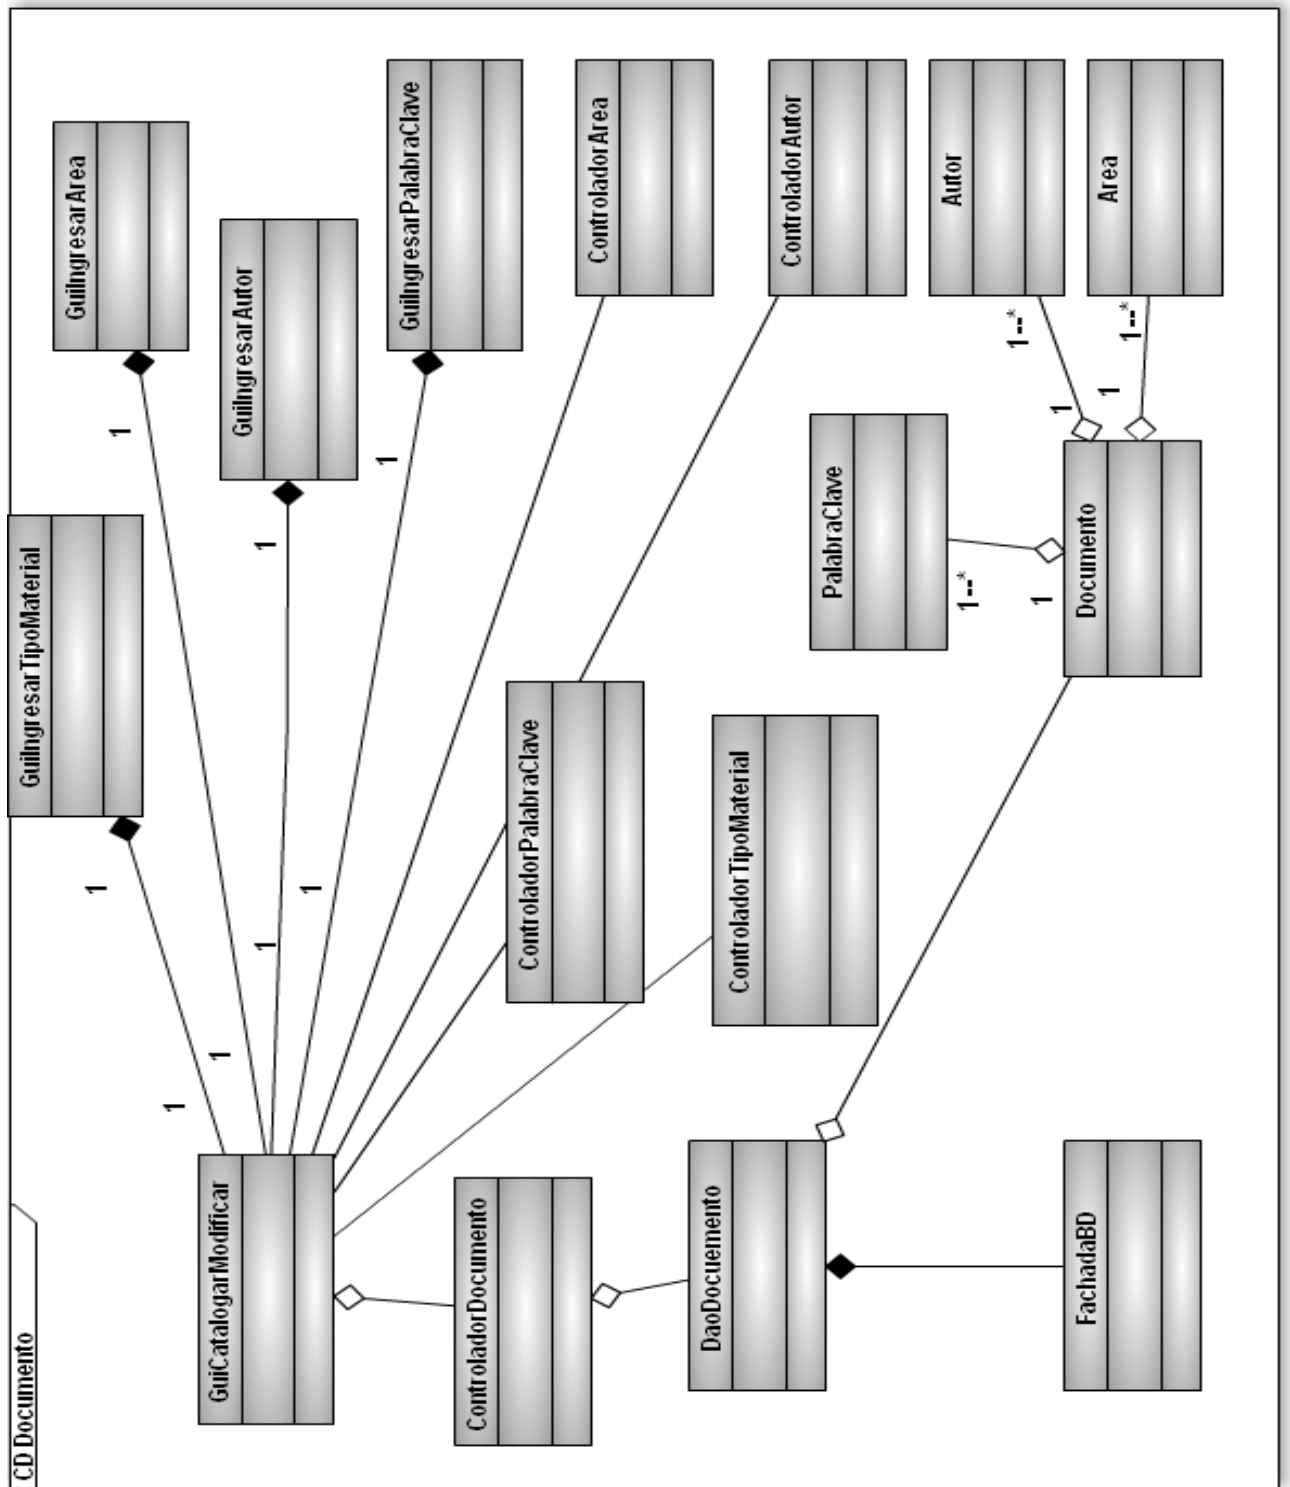 CD Documento
GuiIngresarTipoMaterial
GuiIngresarArea
1
1
1
GuiCatalogarModificar
1
GuiIngresarAutor
1
1
1
1
GuiIngresarPalabraClave
ControladorDocumento
ControladorPalabraClave
ControladorArea
DaoDocuemento
ControladorTipoMaterial
ControladorAutor
PalabraClave
Autor
1--*
1--*
1
1
FachadaBD
Documento
Area
1
1--*